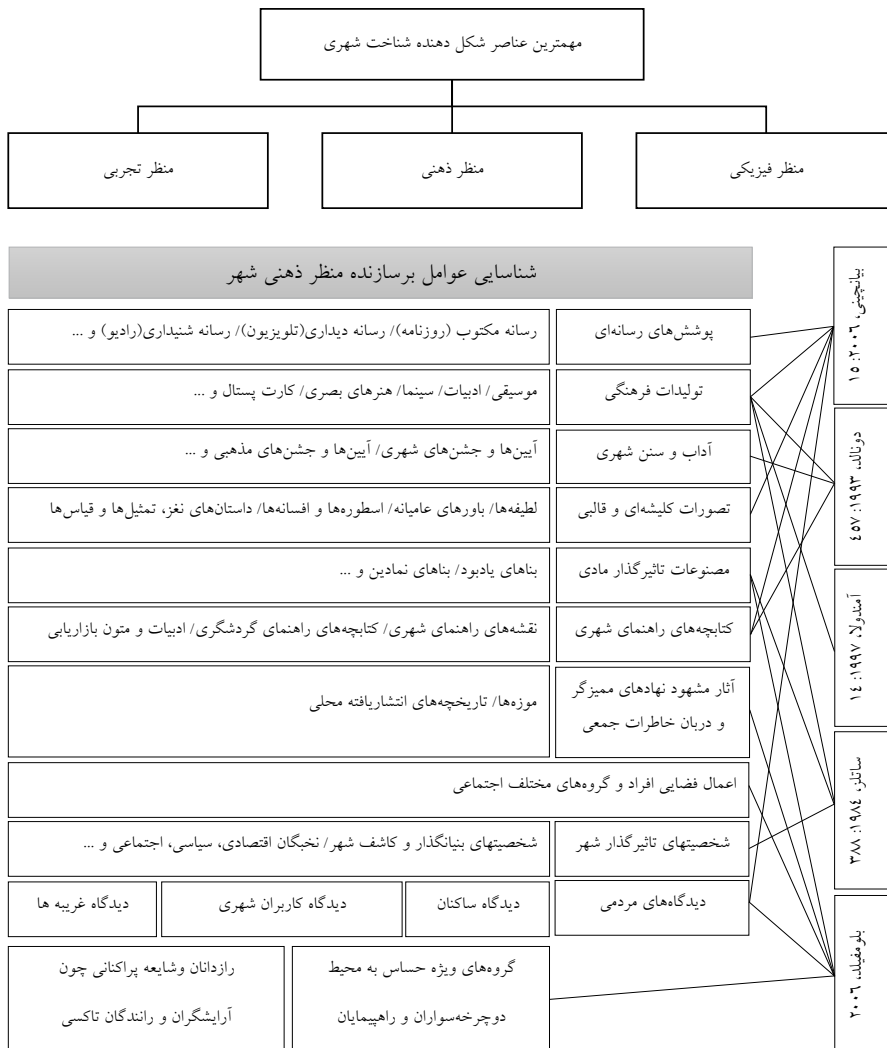 مهمترین عناصر شکل دهنده شناخت شهری
منظر فیزیکی
منظر ذهنی
منظر تجربی
شناسایی عوامل برسازنده منظر ذهنی شهر
بیانچینی، ۲۰۰۶: ۱۵
پوشش‌های رسانه‌ای
رسانه مکتوب (روزنامه)/ رسانه دیداری(تلویزیون)/ رسانه شنیداری(رادیو) و ...
تولیدات فرهنگی
موسیقی/ ادبیات/ سینما/ هنرهای بصری/ کارت پستال و ...
دونالد، ۱۹۹۳: ۴۵۷
آداب و سنن شهری
آیین‌ها و جشن‌های شهری/ آیین‌ها و جشن‌های مذهبی و ...
تصورات کلیشه‌ای و قالبی
لطیفه‌ها/ باورهای عامیانه/ اسطوره‌ها و افسانه‌ها/ داستان‌های نغز، تمثیل‌ها و قیاس‌ها
آمندولا، ۱۹۹۷: ۱۴
مصنوعات تاثیرگذار مادی
بناهای یادبود/ بناهای نمادین و ...
کتابچه‌های راهنمای شهری
نقشه‌های راهنمای شهری/ کتابچه‌های راهنمای گردشگری/ ادبیات و متون بازاریابی
آثار مشهود نهادهای ممیزگر
و دربان خاطرات جمعی
موزه‌ها/ تاریخچه‌های انتشاریافته محلی
ساتلز، ۱۹۸۴: ۳۸۸
اعمال فضایی افراد و گروه‌های مختلف اجتماعی
شخصیتهای تاثیرگذار شهر
شخصیتهای بنیانگذار و کاشف شهر/ نخبگان اقتصادی، سیاسی، اجتماعی و ...
بلومفیلد، ۲۰۰۶
دیدگاه‌های مردمی
دیدگاه ساکنان
دیدگاه کاربران شهری
دیدگاه غریبه ها
گروه‌های ویژه حساس به محیط
دوچرخه‌سواران و راهپیمایان
رازدانان وشایعه پراکنانی چون
آرایشگران و رانندگان تاکسی